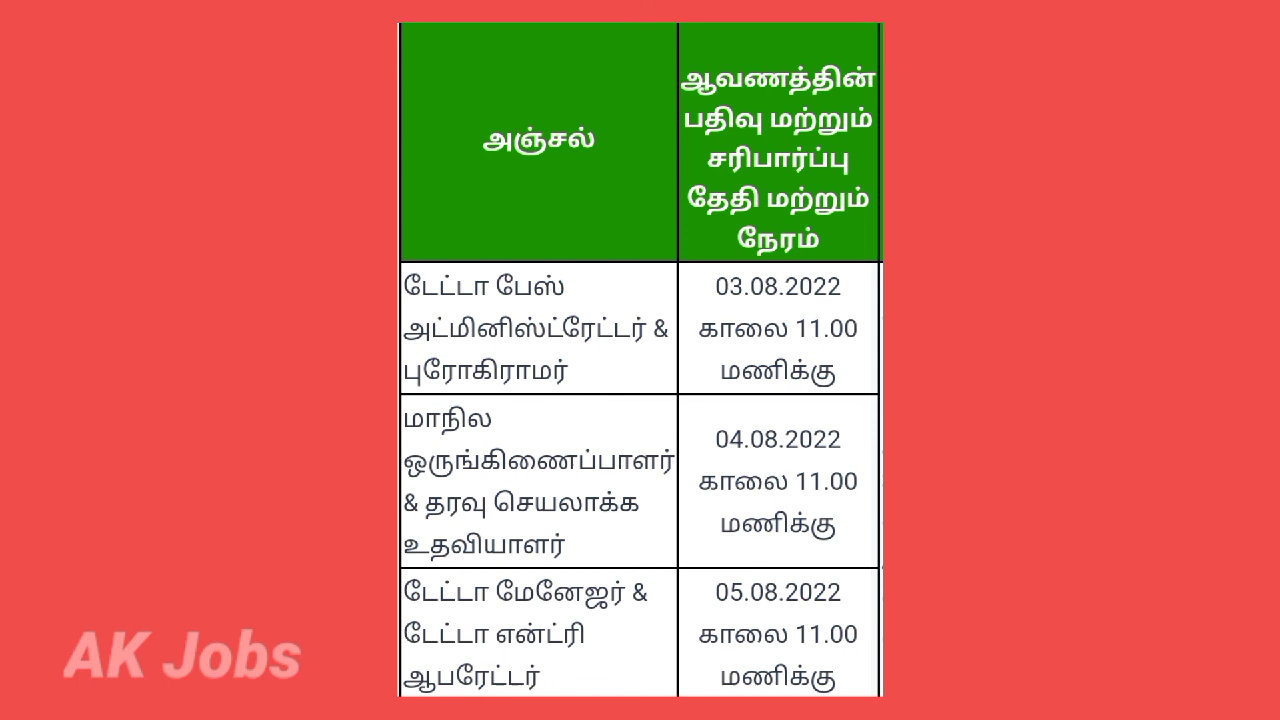 அஞ்சல்
ஆவணத்தின்
பதிவு மற்றும்
சரிபார்ப்பு
தேதி மற்றும்
நேரம்
டேட்டா பேஸ்
அட்மினிஸ்ட்ரேட்டர் &
புரோகிராமர்
03.08.2022
காலை 11.00
மணிக்கு
மாநில
ஒருங்கிணைப்பாளர்
& தரவு செயலாக்க
உதவியாளர்
04.08.2022
காலை 11.00
மணிக்கு
டேட்டா மேனேஜர் &
டேட்டா என்ட்ரி
ஆபரேட்டர்
05.08.2022
காலை 11.00
மணிக்கு
AK Jobs